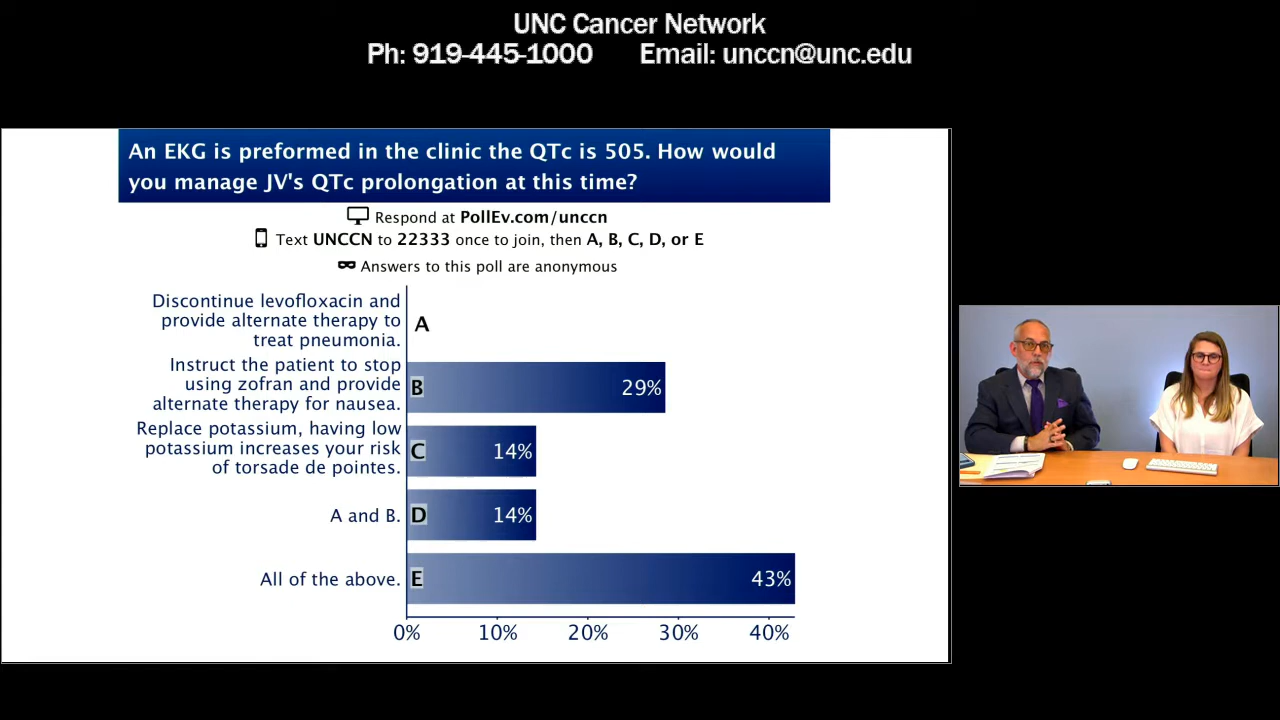 UNC Cancer Network
Ph: 919-445-1000 Email: unccn@unc.edu
An EKG is preformed in the clinic the QTc is 505. How would
you manage JV's QTc prolongation at this time?
Respond at PollEv.com/unccn
Text UNCCN to 22333 once to join, then A, B, C, D, or E
Answers to this poll are anonymous
Discontinue levofloxacin and
provide alternate therapy to
treat pneumonia.
A
Instruct the patient to stop
using zofran and provide
alternate therapy for nausea.
B 29%
Replace potassium, having low
potassium increases your risk
of torsade de pointes.
C 14%
A and B.
D 14%
All of the above.
E 43%
0% 10% 20% 30% 40%